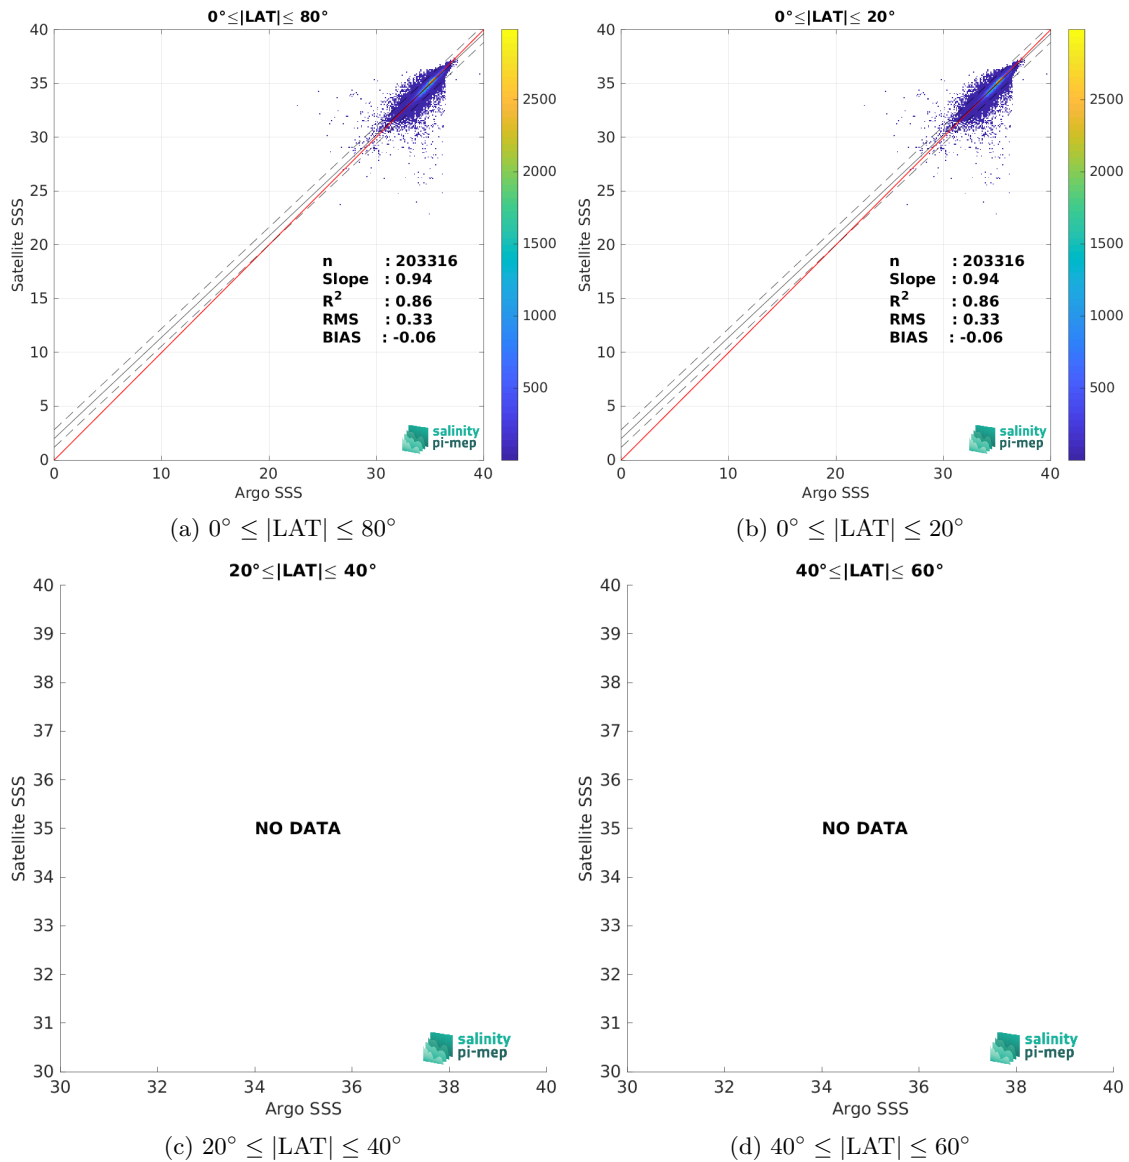 0°≤|LAT|≤ 80°
40
35
30
25
20
15
10
5
0
Satellite SSS
n : 203316
Slope : 0.94
R² : 0.86
RMS : 0.33
BIAS : -0.06
salinity
pi-mep
0 10 20 30 40
Argo SSS
2500
2000
1500
1000
500
(a) 0° ≤ |LAT| ≤ 80°
0°≤|LAT|≤ 20°
40
35
30
25
20
15
10
5
0
Satellite SSS
n : 203316
Slope : 0.94
R² : 0.86
RMS : 0.33
BIAS : -0.06
salinity
pi-mep
0 10 20 30 40
Argo SSS
2500
2000
1500
1000
500
(b) 0° ≤ |LAT| ≤ 20°
20°≤|LAT|≤ 40°
40
39
38
37
36
35
34
33
32
31
30
Satellite SSS
NO DATA
salinity
pi-mep
30 32 34 36 38 40
Argo SSS
(c) 20° ≤ |LAT| ≤ 40°
40°≤|LAT|≤ 60°
40
39
38
37
36
35
34
33
32
31
30
Satellite SSS
NO DATA
salinity
pi-mep
30 32 34 36 38 40
Argo SSS
(d) 40° ≤ |LAT| ≤ 60°